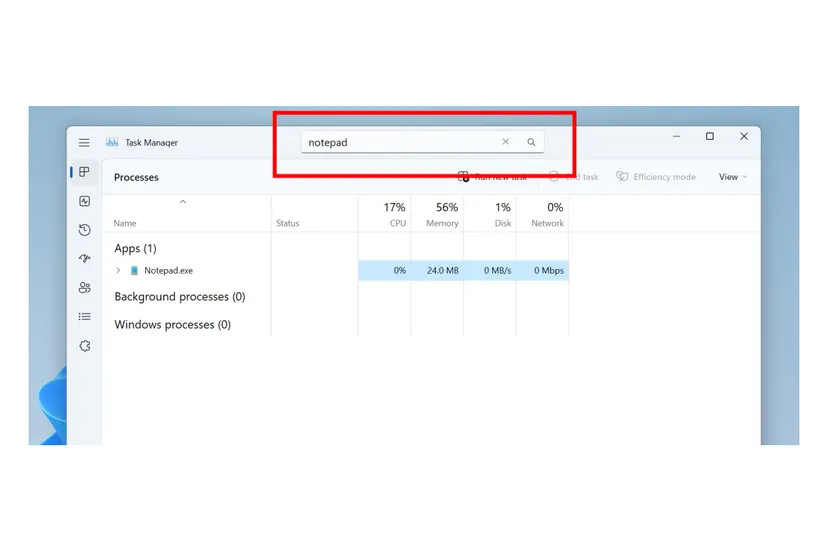 Task Manager
notepad
Processes
Run new task
End task
Efficiency mode
View
17%
56%
1%
0%
Name
Status
CPU
Memory
Disk
Network
Apps (1)
Notepad.exe
0%
24.0 MB
0 MB/s
0 Mbps
Background processes (0)
Windows processes (0)